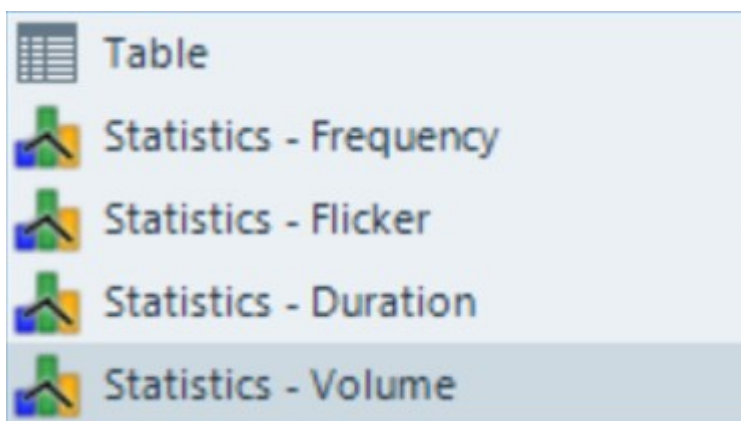 Table
Statistics - Frequency
Statistics - Flicker
Statistics - Duration
Statistics - Volume